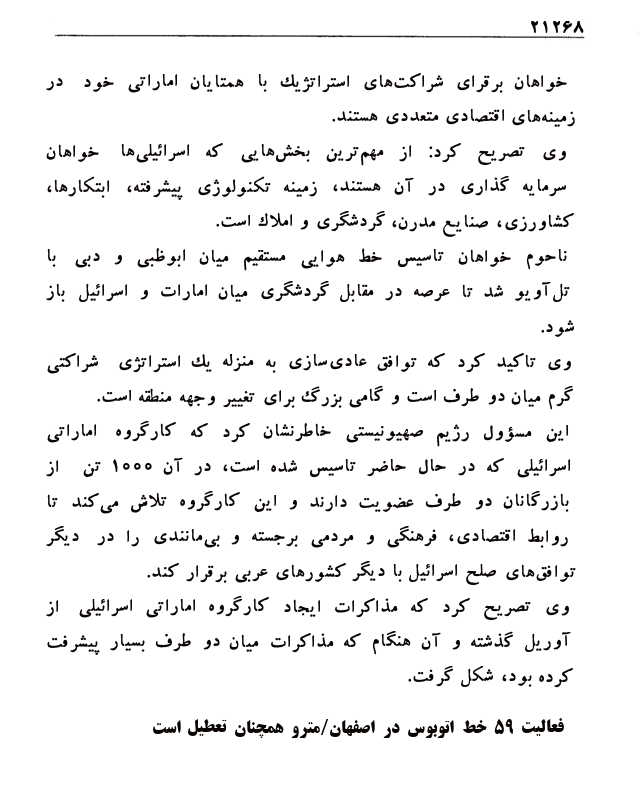 ۲۱۲۶۸
خواهان برقرای شراکت‌های استراتژیك با همتایان اماراتی خود در
زمینه‌های اقتصادی متعددی هستند.
وی تصریح کرد: از مهم‌ترین بخش‌هایی که اسرائیلی‌ها خواهان
سرمایه گذاری در آن هستند، زمینه تکنولوژی پیشرفته، ابتکارها،
کشاورزی، صنایع مدرن، گردشگری و املاك است.
ناحوم خواهان تاسیس خط هوایی مستقیم میان ابوظبی و دبی با
تل‌آویو شد تا عرصه در مقابل گردشگری میان امارات و اسرائیل باز
شود.
وی تاکید کرد که توافق عادی‌سازی به منزله یك استراتژی شراکتی
گرم میان دو طرف است و گامی بزرگ برای تغییر وجهه منطقه است.
این مسؤول رژیم صهیونیستی خاطرنشان کرد که کارگروه اماراتی
اسرائیلی که در حال حاضر تاسیس شده است، در آن ۱۰۰۰ تن از
بازرگانان دو طرف عضویت دارند و این کارگروه تلاش می‌کند تا
روابط اقتصادی، فرهنگی و مردمی برجسته و بی‌مانندی را در دیگر
توافق‌های صلح اسرائیل با دیگر کشورهای عربی برقرار کند.
وی تصریح کرد که مذاکرات ایجاد کارگروه اماراتی اسرائیلی از
آوریل گذشته و آن هنگام که مذاکرات میان دو طرف بسیار پیشرفت
کرده بود، شکل گرفت.
فعالیت ۵۹ خط اتوبوس در اصفهان/مترو همچنان تعطیل است